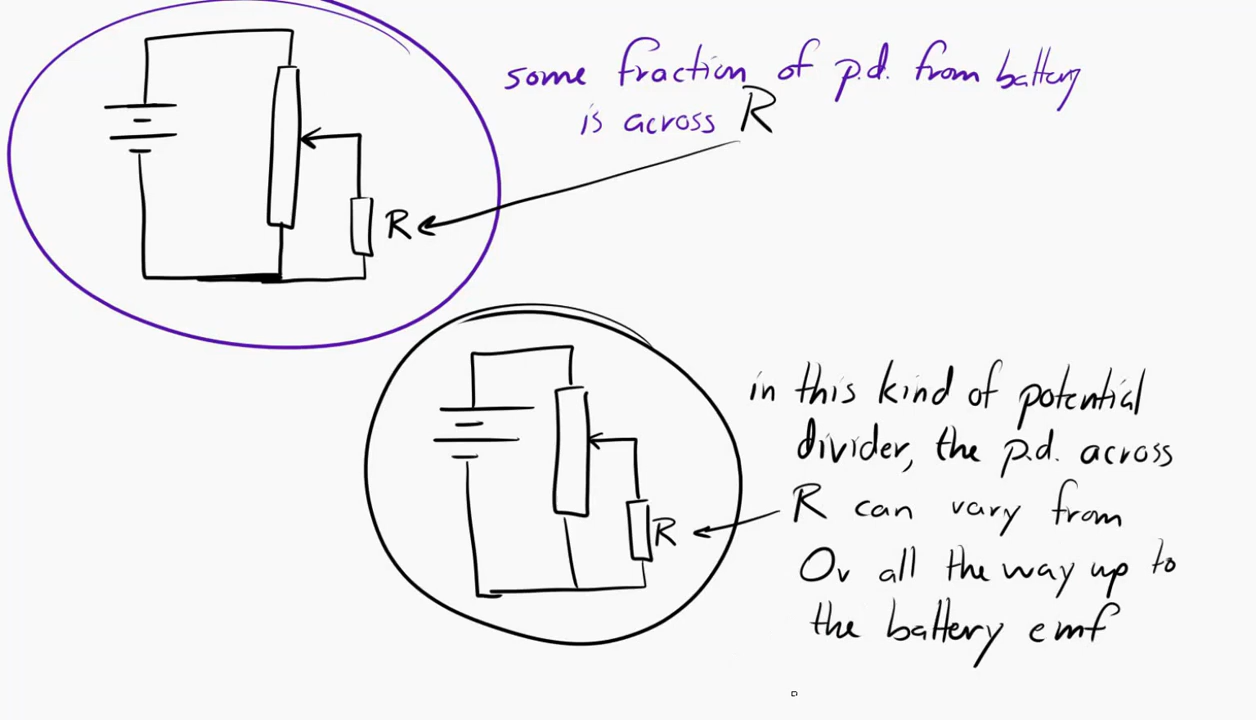 some fraction of p.d. from battery
is across R
R
in this kind of potential
divider, the p.d. across
R can vary from
R
0v all the way up to
the battery emf